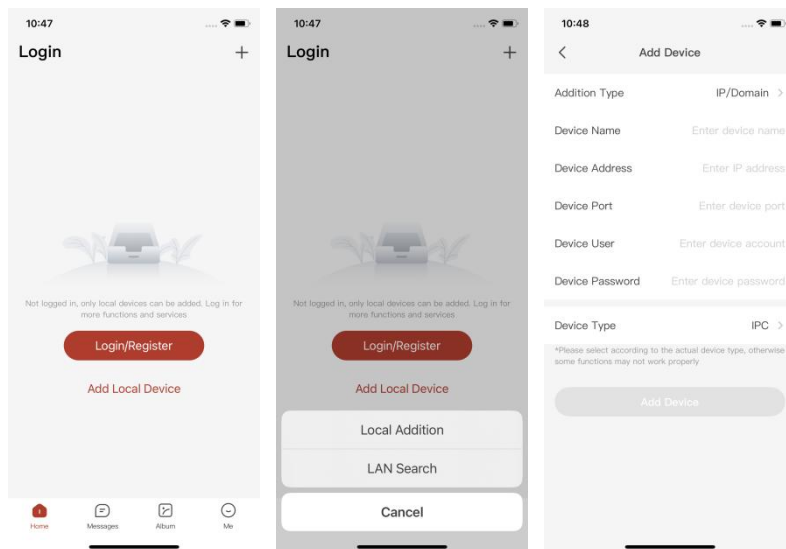 10:47
Login
Not logged in, only local devices can be added. Log in for
more functions and services
Login/Register
Add Local Device
Home
Messages
Album
Me
10:47
Login
Not logged in, only local devices can be added. Log in for
more functions and services
Login/Register
Add Local Device
Local Addition
LAN Search
Cancel
10:48
Add Device
Addition Type IP/Domain
Device Name Enter device name
Device Address Enter IP address
Device Port Enter device port
Device User Enter device account
Device Password Enter device password
Device Type IPC
*Please select according to the actual device type, otherwise
some functions may not work properly
Add Device